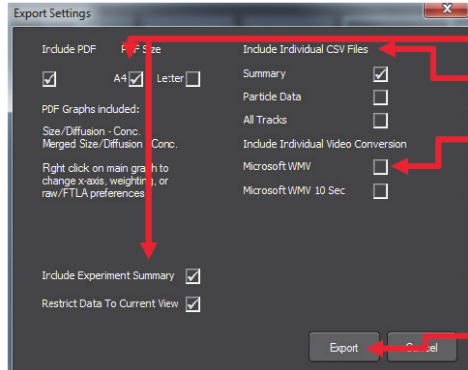 Export Settings
Include PDF PDF Size
A4 Letter
PDF Graphs included:
Size/Diffusion - Conc.
Merged Size/Diffusion - Conc.
Right click on main graph to
change x-axis, weighting, or
raw/FTLA preferences
Include Experiment Summary
Restrict Data To Current View
Include Individual CSV Files
Summary
Particle Data
All Tracks
Include Individual Video Conversion
Microsoft WMV
Microsoft WMV 10 Sec
Export Cancel